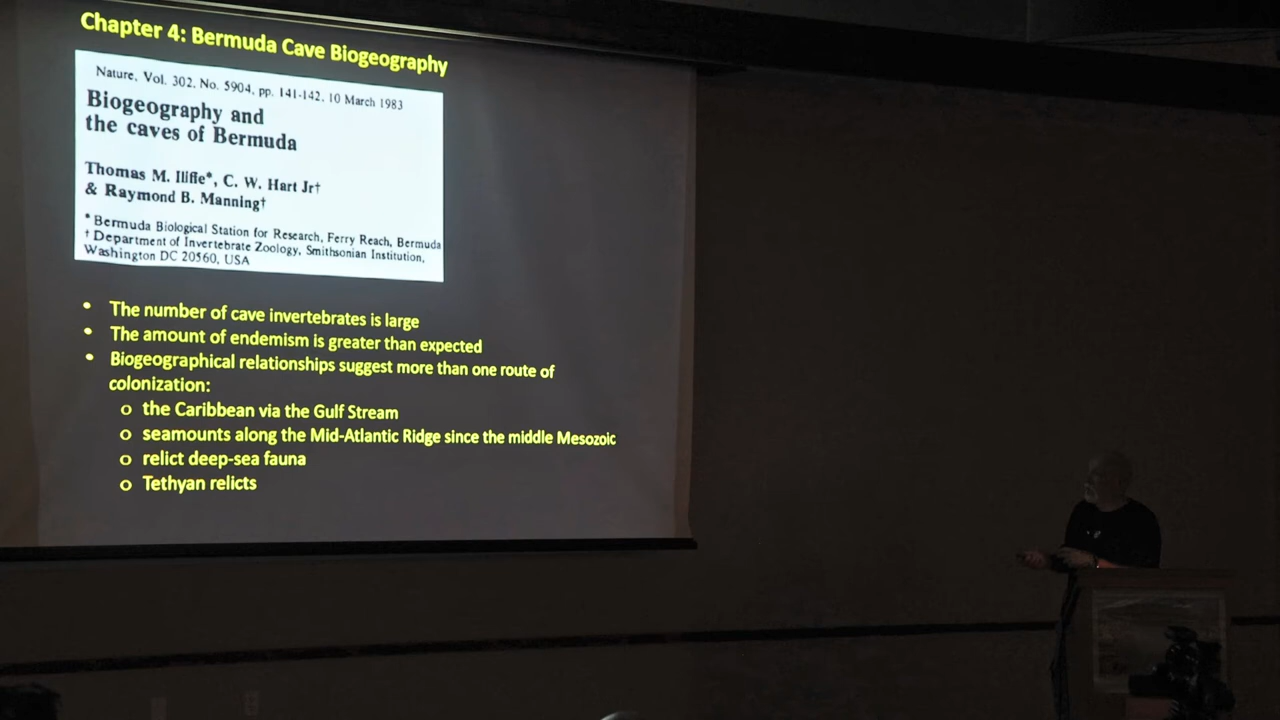 Chapter 4: Bermuda Cave Biogeography
Nature, Vol. 302, No. 5904, pp. 141-142, 10 March 1983
Biogeography and
the caves of Bermuda
Thomas M. Iliffe*, C. W. Hart Jr†
& Raymond B. Manning†
* Bermuda Biological Station for Research, Ferry Reach, Bermuda
† Department of Invertebrate Zoology, Smithsonian Institution,
Washington DC 20560, USA
• The number of cave invertebrates is large
• The amount of endemism is greater than expected
• Biogeographical relationships suggest more than one route of
colonization:
o the Caribbean via the Gulf Stream
o seamounts along the Mid-Atlantic Ridge since the middle Mesozoic
o relict deep-sea fauna
o Tethyan relicts